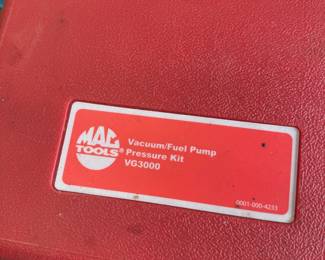 MAC
TOOLS®
Vacuum/Fuel Pump
Pressure Kit
VG3000
0001-000-4233